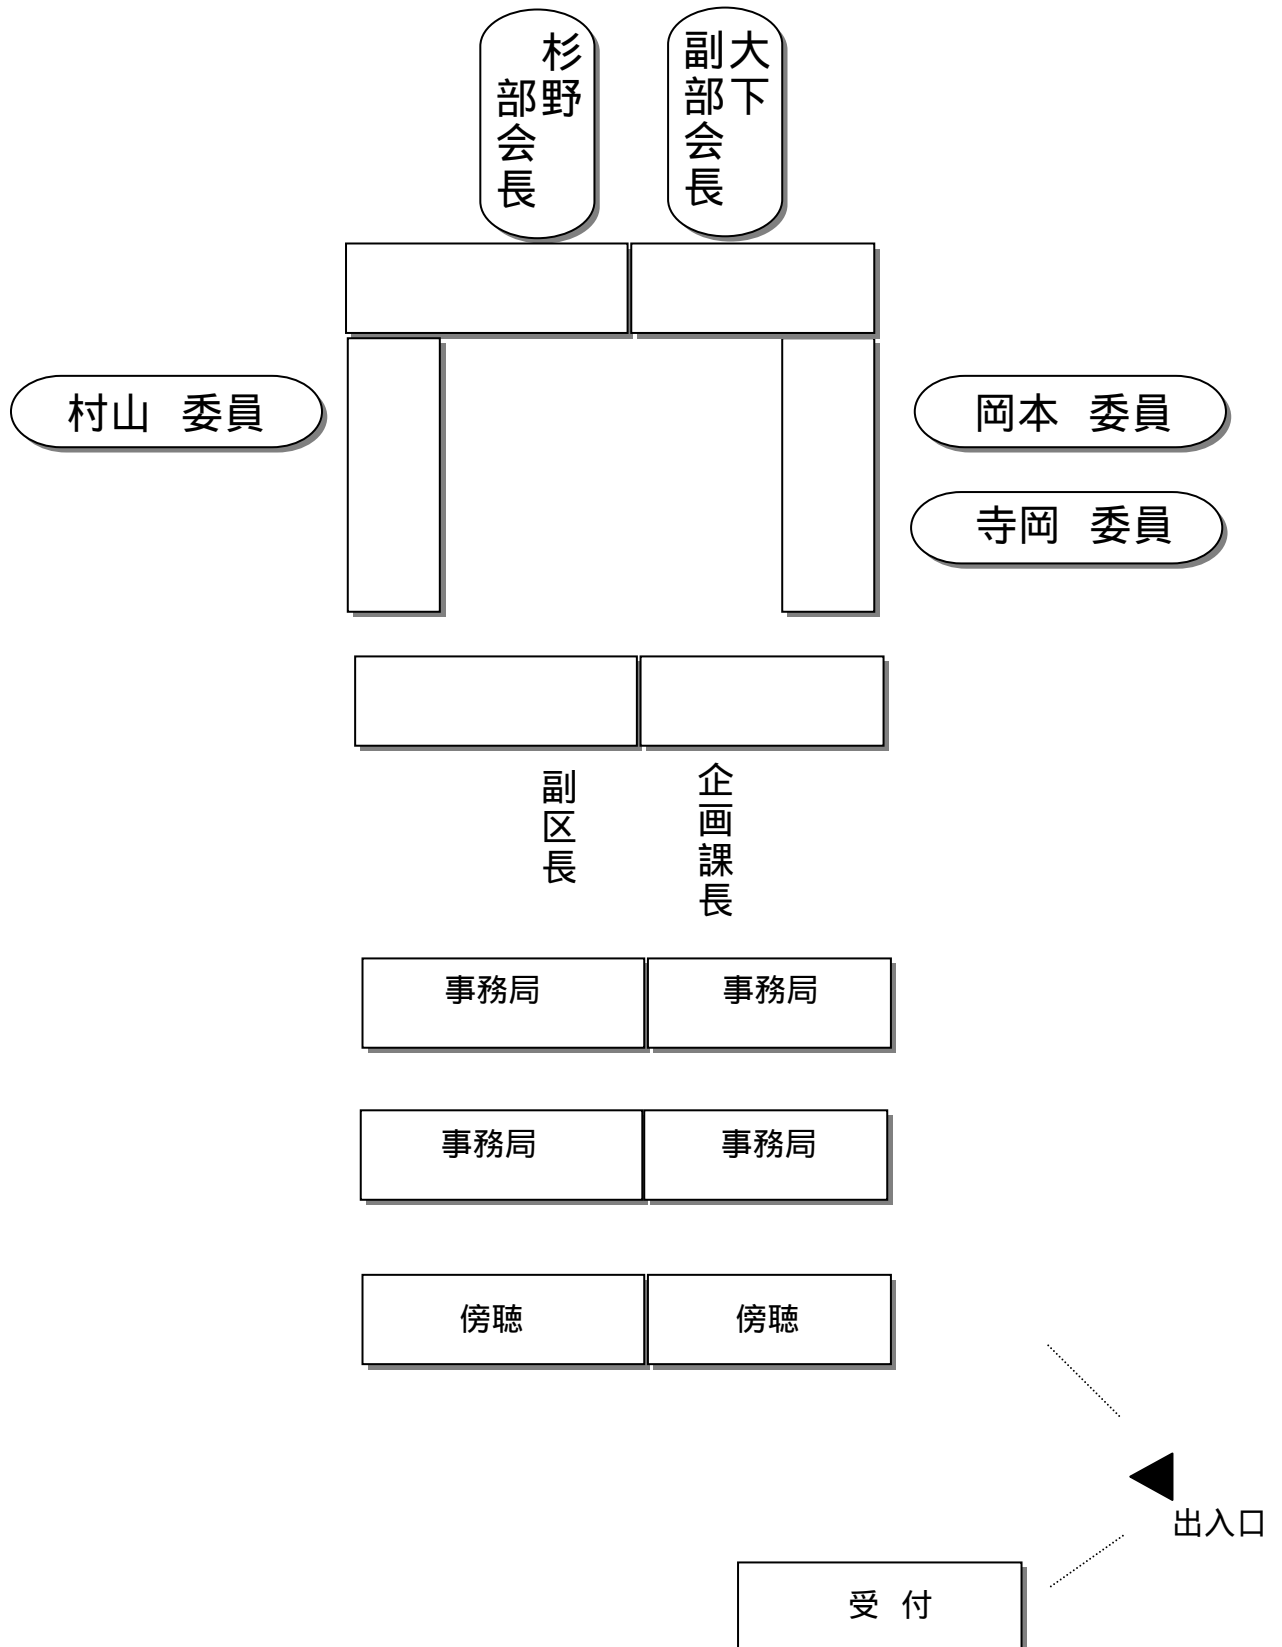 杉野
部会長
大下
副部会長
村山 委員
岡本 委員
寺岡 委員
副区長
企画課長
事務局
事務局
事務局
事務局
傍聴
傍聴
出入口
受 付